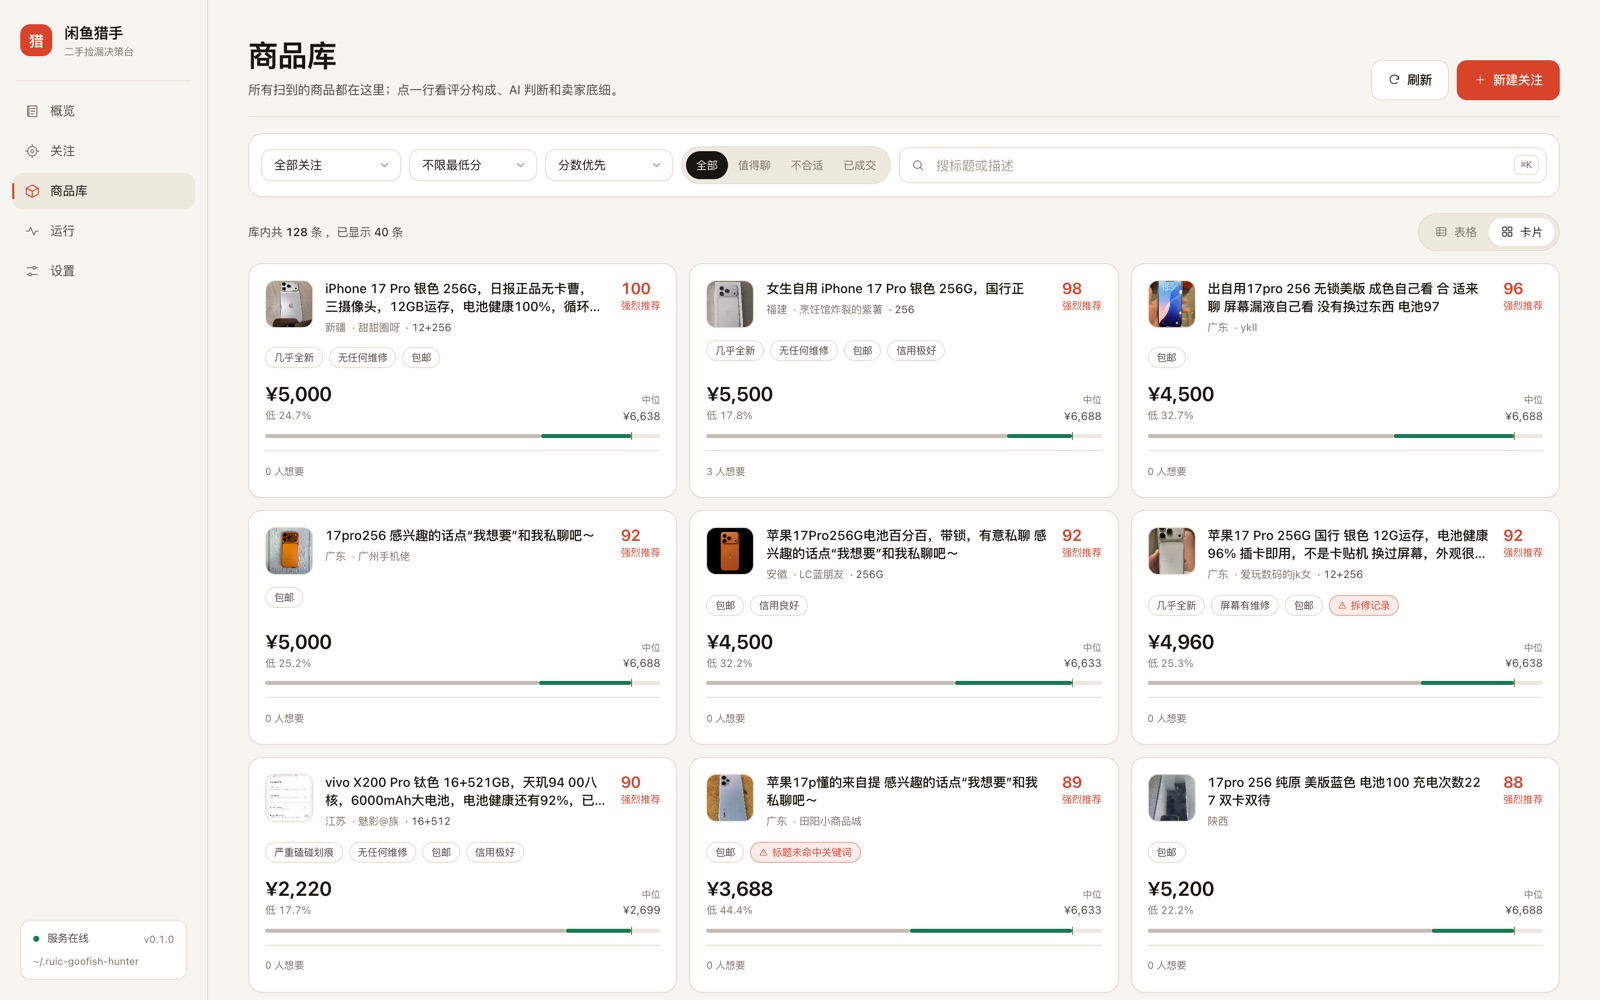 猎
闲鱼猎手
二手捡漏决策台
概览
关注
商品库
运行
设置
服务在线
v0.1.0
~/.ruic-goofish-hunter
商品库
所有扫到的商品都在这里；点一行看评分构成、AI 判断和卖家底细。
刷新
+ 新建关注
全部关注
不限最低分
分数优先
全部
值得聊
不合适
已成交
搜标题或描述
⌘K
库内共 128 条 ，已显示 40 条
表格
卡片
iPhone 17 Pro 银色 256G，日报正品无卡曹，
三摄像头，12GB运存，电池健康100%，循环...
新疆 · 甜甜圈呀 · 12+256
100
强烈推荐
几乎全新
无任何维修
包邮
¥5,000
低 24.7%
中位
¥6,638
0 人想要
女生自用 iPhone 17 Pro 银色 256G，国行正
福建 · 烹饪馆炸裂的紫薯 · 256
98
强烈推荐
几乎全新
无任何维修
包邮
信用极好
¥5,500
低 17.8%
中位
¥6,688
3 人想要
出自用17pro 256 无锁美版 成色自己看 合 适来
聊 屏幕漏液自己看 没有换过东西 电池97
广东 · ykll
96
强烈推荐
包邮
¥4,500
低 32.7%
中位
¥6,688
0 人想要
17pro256 感兴趣的话点“我想要”和我私聊吧～
广东 · 广州手机佬
92
强烈推荐
包邮
¥5,000
低 25.2%
中位
¥6,688
0 人想要
苹果17Pro256G电池百分百，带锁，有意私聊 感
兴趣的话点“我想要”和我私聊吧～
安徽 · LC蓝朋友 · 256G
92
强烈推荐
包邮
信用良好
¥4,500
低 32.2%
中位
¥6,633
0 人想要
苹果17 Pro 256G 国行 银色 12G运存，电池健康
96% 插卡即用，不是卡贴机 换过屏幕，外观很...
广东 · 爱玩数码的jk女 · 12+256
92
强烈推荐
几乎全新
屏幕有维修
包邮
⚠ 拆修记录
¥4,960
低 25.3%
中位
¥6,638
0 人想要
vivo X200 Pro 钛色 16+521GB，天玑94 00八
核，6000mAh大电池，电池健康还有92%，已...
江苏 · 魅影@族 · 16+512
90
强烈推荐
严重磕碰划痕
无任何维修
包邮
信用极好
¥2,220
低 17.7%
中位
¥2,699
0 人想要
苹果17p懂的来自提 感兴趣的话点“我想要”和我
私聊吧～
广东 · 田阳小商品城
89
强烈推荐
包邮
⚠ 标题未命中关键词
¥3,688
低 44.4%
中位
¥6,633
0 人想要
17pro 256 纯原 美版蓝色 电池100 充电次数22
7 双卡双待
陕西
88
强烈推荐
包邮
¥5,200
低 22.2%
中位
¥6,688
0 人想要